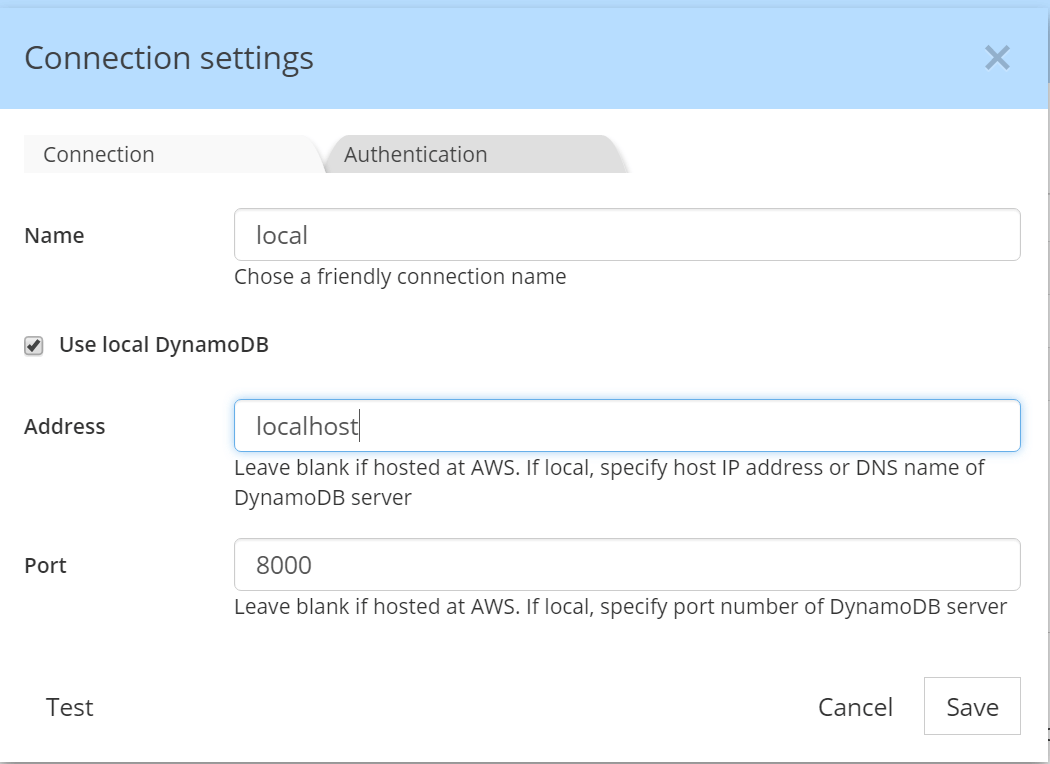 Connection settings
Connection
Authentication
Name
local
Chose a friendly connection name
Use local DynamoDB
Address
localhost
Leave blank if hosted at AWS. If local, specify host IP address or DNS name of
DynamoDB server
Port
8000
Leave blank if hosted at AWS. If local, specify port number of DynamoDB server
Test
Cancel
Save